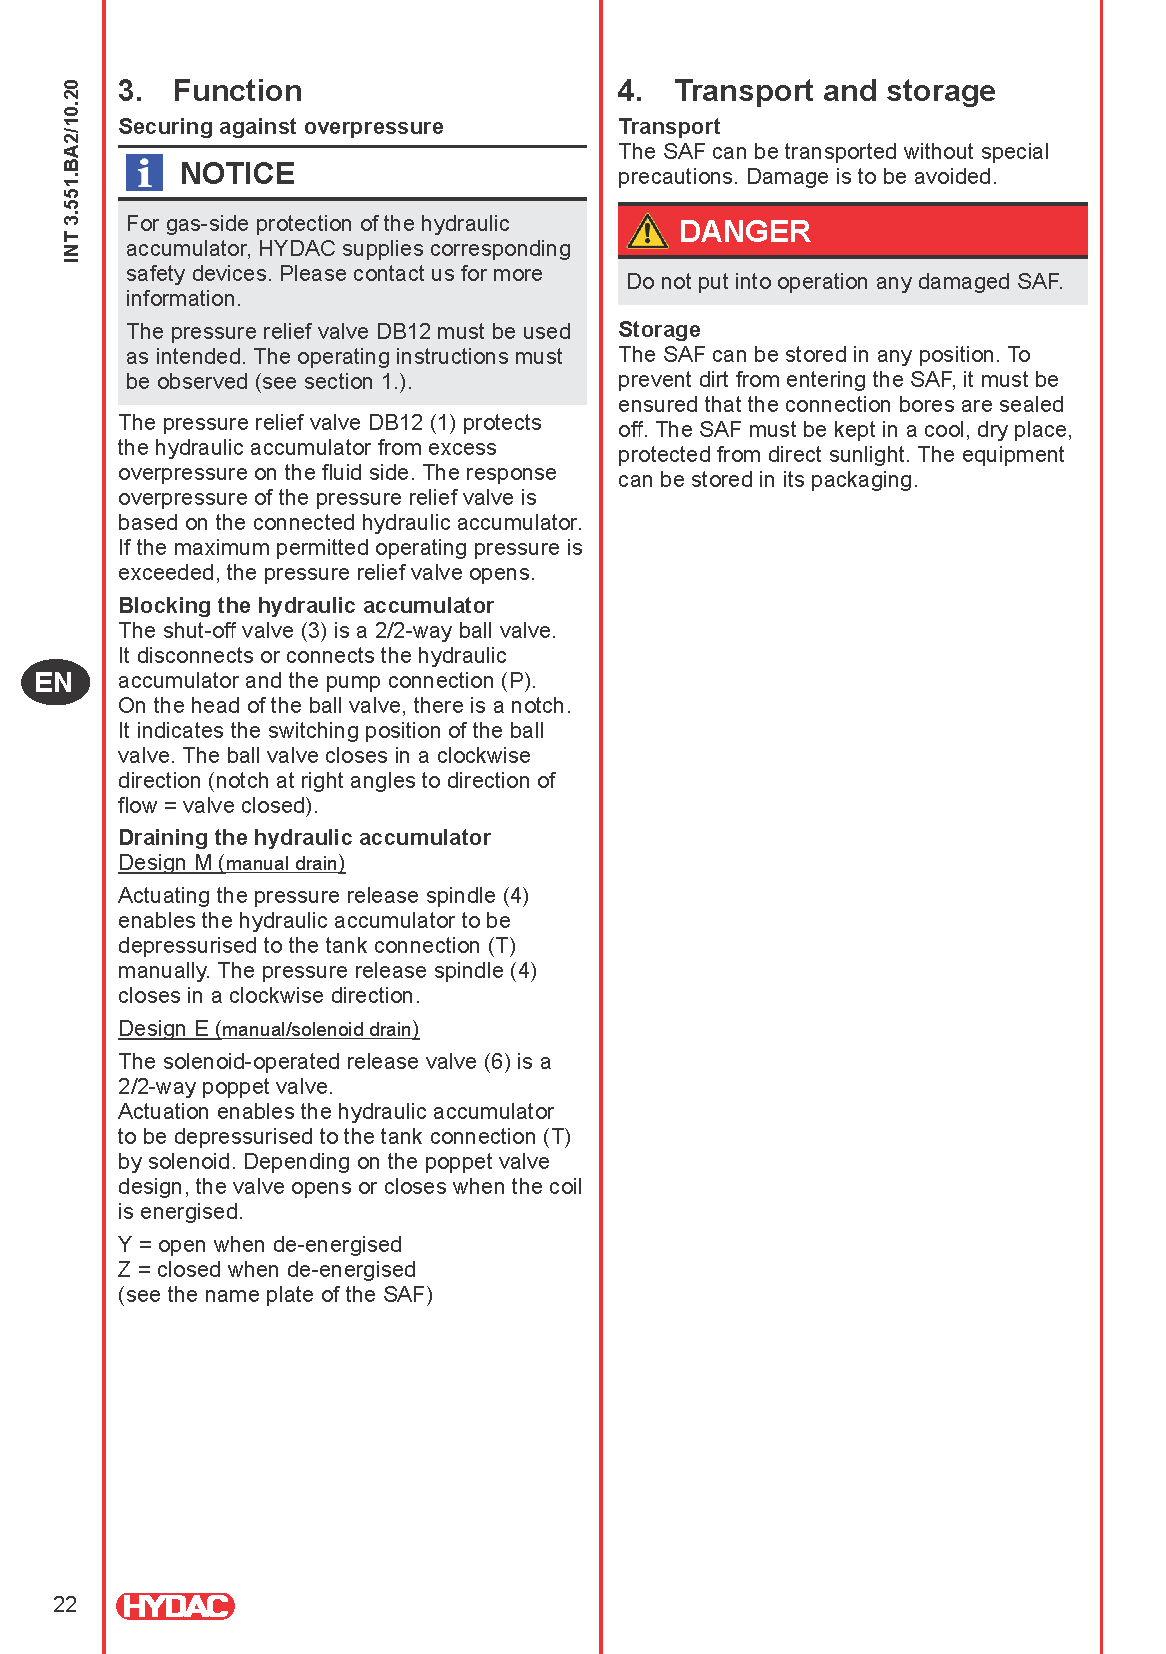 INT 3.551.BA2/10.20
3. Function
Securing against overpressure
NOTICE
For gas-side protection of the hydraulic
accumulator, HYDAC supplies corresponding
safety devices. Please contact us for more
information.
The pressure relief valve DB12 must be used
as intended. The operating instructions must
be observed (see section 1.).
The pressure relief valve DB12 (1) protects
the hydraulic accumulator from excess
overpressure on the fluid side. The response
overpressure of the pressure relief valve is
based on the connected hydraulic accumulator.
If the maximum permitted operating pressure is
exceeded, the pressure relief valve opens.
Blocking the hydraulic accumulator
The shut-off valve (3) is a 2/2-way ball valve.
It disconnects or connects the hydraulic
accumulator and the pump connection (P).
On the head of the ball valve, there is a notch.
It indicates the switching position of the ball
valve. The ball valve closes in a clockwise
direction (notch at right angles to direction of
flow = valve closed).
Draining the hydraulic accumulator
Design M (manual drain)
Actuating the pressure release spindle (4)
enables the hydraulic accumulator to be
depressurised to the tank connection (T)
manually. The pressure release spindle (4)
closes in a clockwise direction.
Design E (manual/solenoid drain)
The solenoid-operated release valve (6) is a
2/2-way poppet valve.
Actuation enables the hydraulic accumulator
to be depressurised to the tank connection (T)
by solenoid. Depending on the poppet valve
design, the valve opens or closes when the coil
is energised.
Y = open when de-energised
Z = closed when de-energised
(see the name plate of the SAF)
4. Transport and storage
Transport
The SAF can be transported without special
precautions. Damage is to be avoided.
DANGER
Do not put into operation any damaged SAF.
Storage
The SAF can be stored in any position. To
prevent dirt from entering the SAF, it must be
ensured that the connection bores are sealed
off. The SAF must be kept in a cool, dry place,
protected from direct sunlight. The equipment
can be stored in its packaging.
EN
22
HYDAC